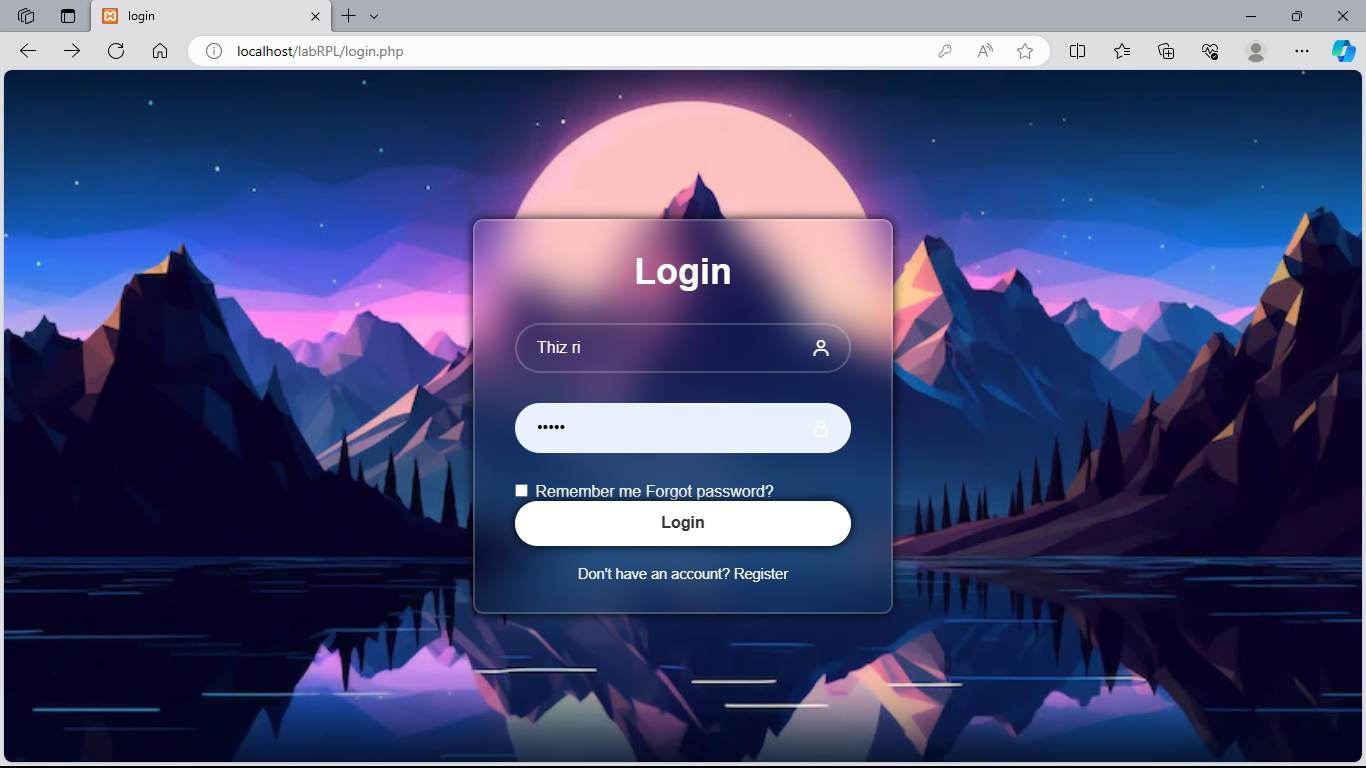 login
localhost/labRPL/login.php
Login
Thiz ri
•••••
Remember me Forgot password?
Login
Don't have an account? Register